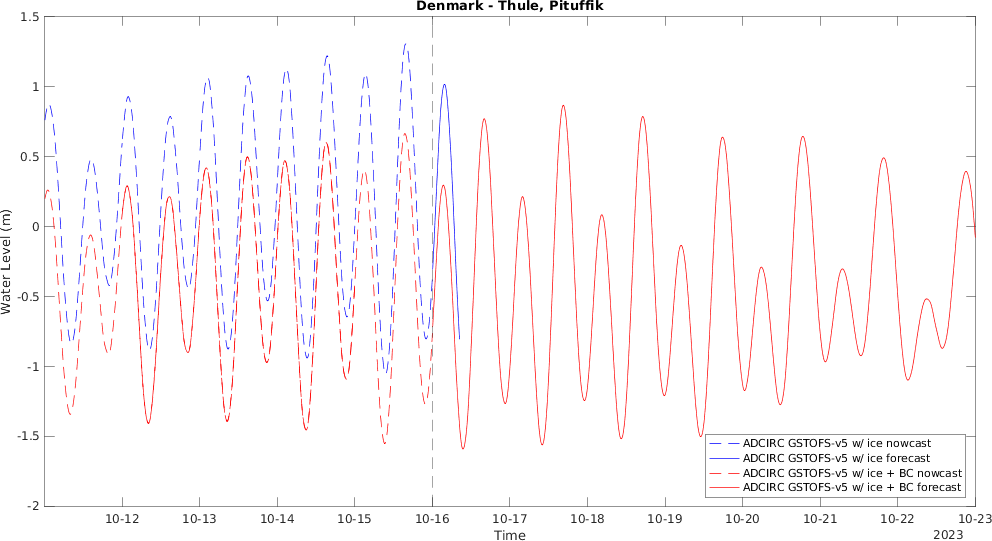 Denmark - Thule, Pituffik
1.5
1
0.5
0
-0.5
-1
-1.5
-2
Water Level (m)
ADCIRC GSTOFS-v5 w/ ice nowcast
ADCIRC GSTOFS-v5 w/ ice forecast
ADCIRC GSTOFS-v5 w/ ice + BC nowcast
ADCIRC GSTOFS-v5 w/ ice + BC forecast
10-12 10-13 10-14 10-15 10-16 10-17 10-18 10-19 10-20 10-21 10-22 10-23
Time
2023